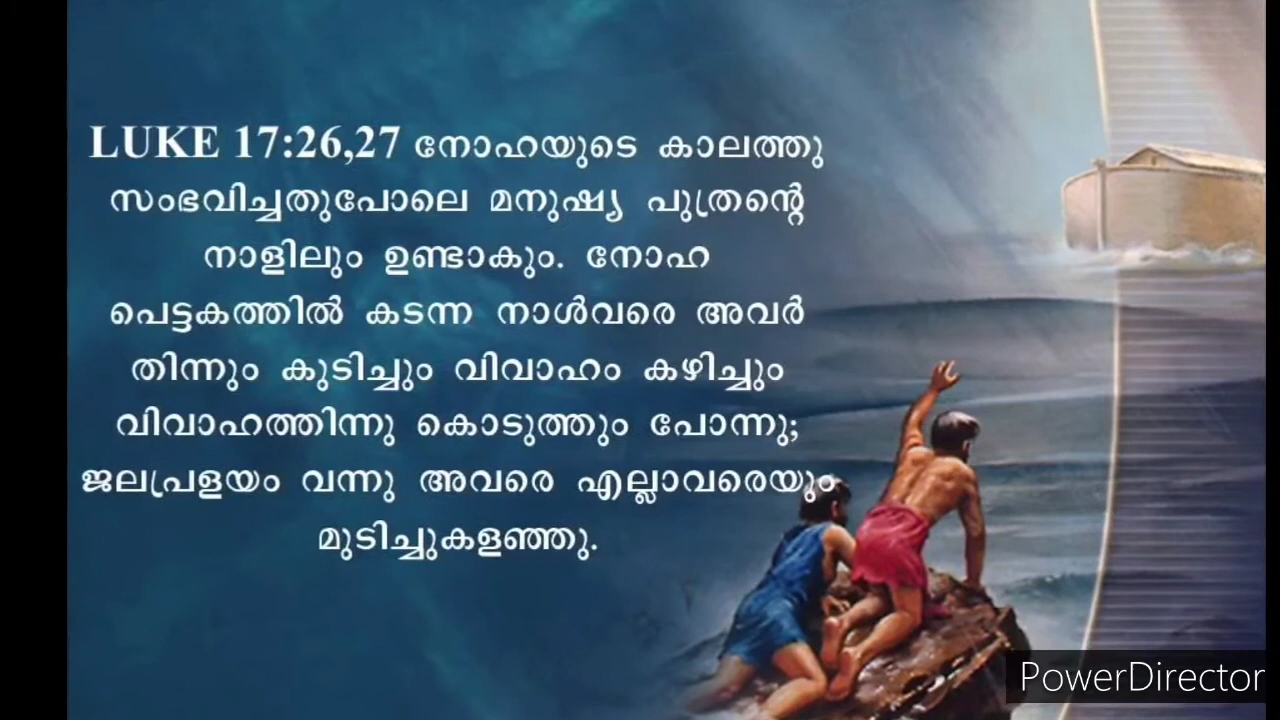 LUKE 17:26,27 നോഹയുടെ കാലത്തു
സംഭവിച്ചതുപോലെ മനുഷ്യ പുത്രന്റെ
നാളിലും ഉണ്ടാകും. നോഹ
പെട്ടകത്തിൽ കടന്ന നാൾവരെ അവർ
തിന്നും കുടിച്ചും വിവാഹം കഴിച്ചും
വിവാഹത്തിന്നു കൊടുത്തും പോന്നു;
ജലപ്രളയം വന്നു അവരെ എല്ലാവരെയും
മുടിച്ചുകളഞ്ഞു.
PowerDirector